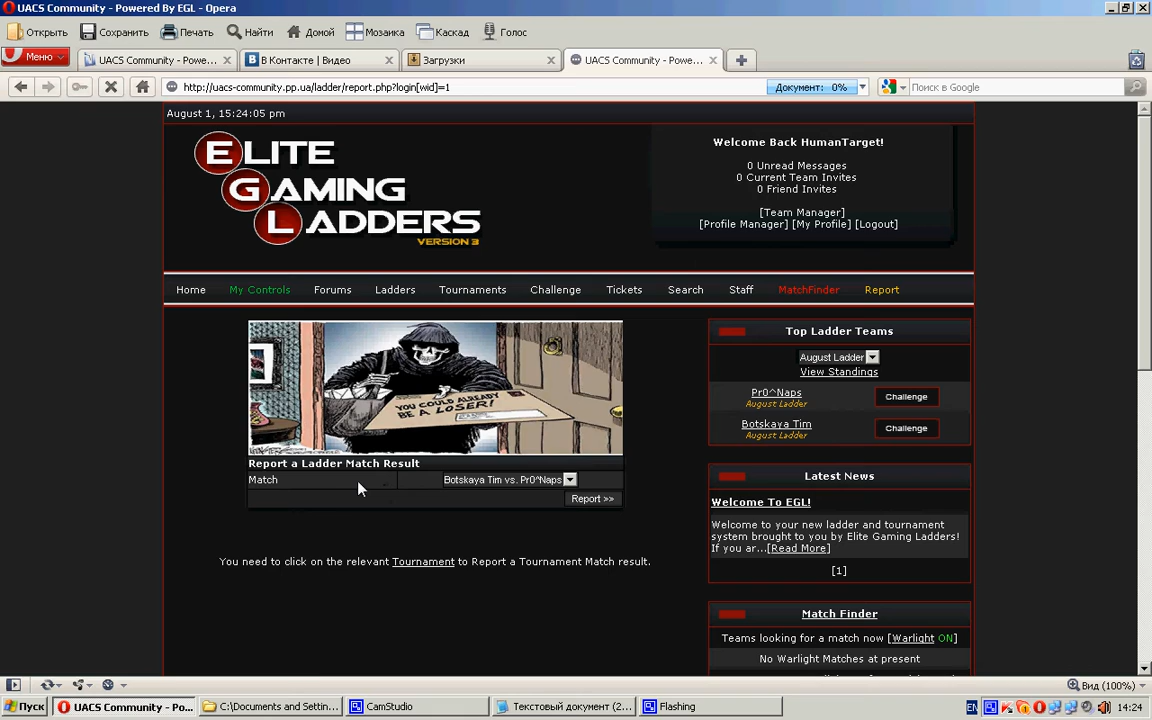 UACS Community - Powered By EGL - Opera
Открыть Сохранить Печать Найти Домой Мозаика Каскад Голос
Меню UACS Community - Powe... В Контакте | Видео Загрузки UACS Community - Powe...
http://uacs-community.pp.ua/ladder/report.php?login[wid]=1 Документ: 0% Поиск в Google
August 1, 15:24:05 pm
ELITE
GAMING
LADDERS
VERSION 3
Welcome Back HumanTarget!
0 Unread Messages
0 Current Team Invites
0 Friend Invites
[Team Manager]
[Profile Manager] [My Profile] [Logout]
Home My Controls Forums Ladders Tournaments Challenge Tickets Search Staff MatchFinder Report
YOU COULD ALREADY
BE A LOSER!
Report a Ladder Match Result
Match Botskaya Tim vs. Pr0^Naps
Report >>
You need to click on the relevant Tournament to Report a Tournament Match result.
Top Ladder Teams
August Ladder
View Standings
Pr0^Naps Challenge
August Ladder
Botskaya Tim Challenge
August Ladder
Latest News
Welcome To EGL!
Welcome to your new ladder and tournament
system brought to you by Elite Gaming Ladders!
If you ar...[Read More]
[1]
Match Finder
Teams looking for a match now [Warlight ON]
No Warlight Matches at present
Вид (100%)
Пуск UACS Community - Po... C:\Documents and Settin... CamStudio Текстовый документ (2... Flashing EN 14:24